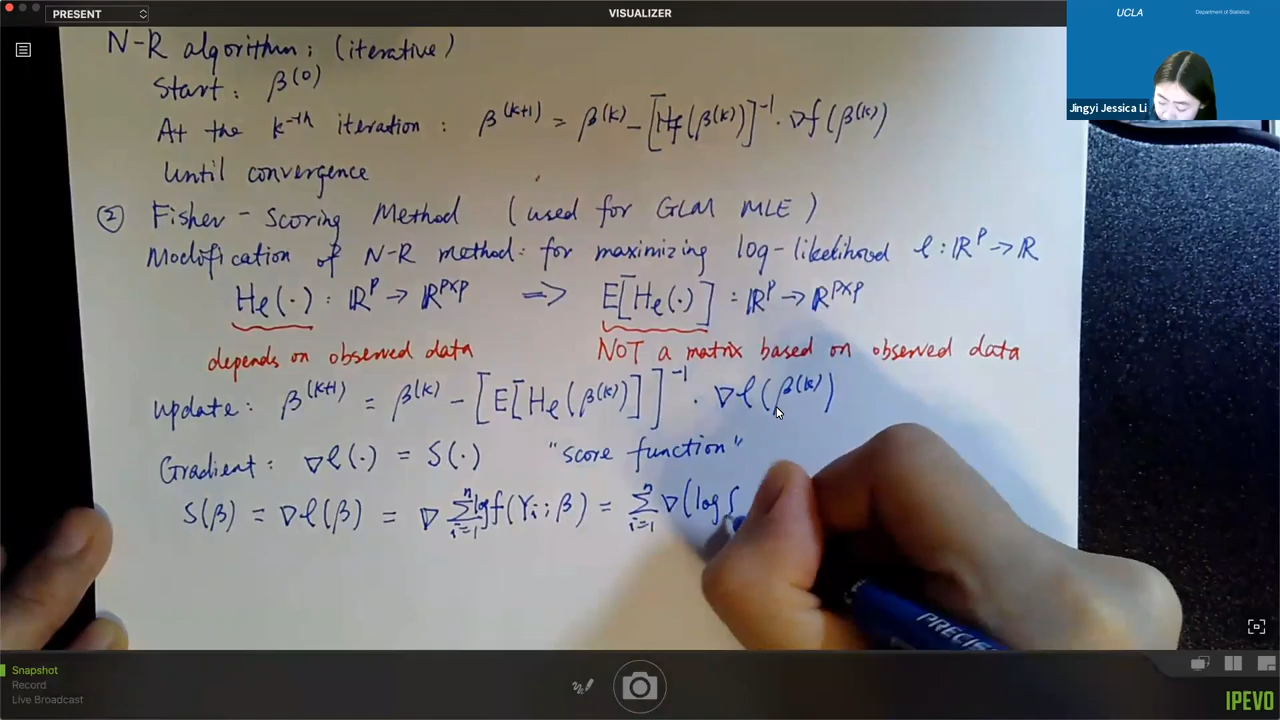 PRESENT
VISUALIZER
UCLA
Department of Statistics
Jingyi Jessica Li
N-R algorithm: (iterative)
Start: β^(0)
At the k-th iteration: β^(k+1) = β^(k) - [Hf(β^(k))]^-1 · ∇f(β^(k))
Until convergence
② Fisher-Scoring Method (used for GLM MLE)
Modification of N-R method: for maximizing log-likelihood ℓ: ℝ^p → ℝ
Hℓ(·): ℝ^p → ℝ^p×p ⇒ E[Hℓ(·)]: ℝ^p → ℝ^p×p
depends on observed data NOT a matrix based on observed data
Update: β^(k+1) = β^(k) - [E[Hℓ(β^(k))]]^-1 · ∇ℓ(β^(k))
Gradient: ∇ℓ(·) = S(·) "score function"
S(β) = ∇ℓ(β) = ∇ Σ_{i=1}^n log f(Yi; β) = Σ_{i=1}^n ∇(log f
PRECISE
Snapshot
Record
Live Broadcast
IPEVO